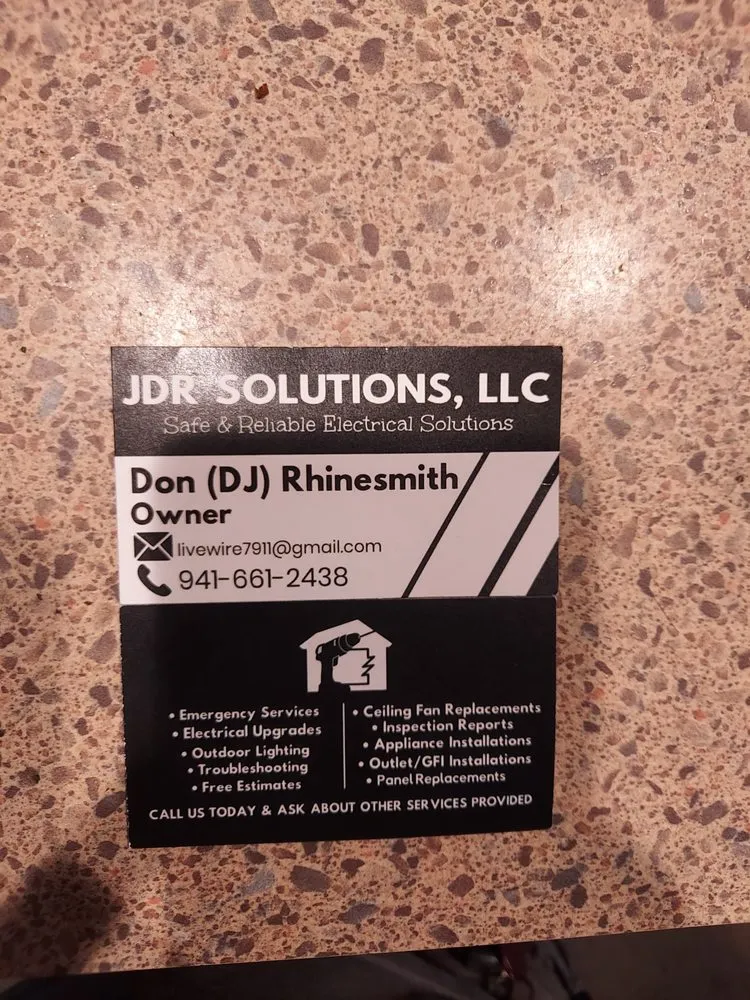 JDR SOLUTIONS, LLC
Safe & Reliable Electrical Solutions
Don (DJ) Rhinesmith
Owner
livewire7911@gmail.com
941-661-2438
• Emergency Services
• Electrical Upgrades
• Outdoor Lighting
• Troubleshooting
• Free Estimates
• Ceiling Fan Replacements
• Inspection Reports
• Appliance Installations
• Outlet/GFI Installations
• Panel Replacements
CALL US TODAY & ASK ABOUT OTHER SERVICES PROVIDED